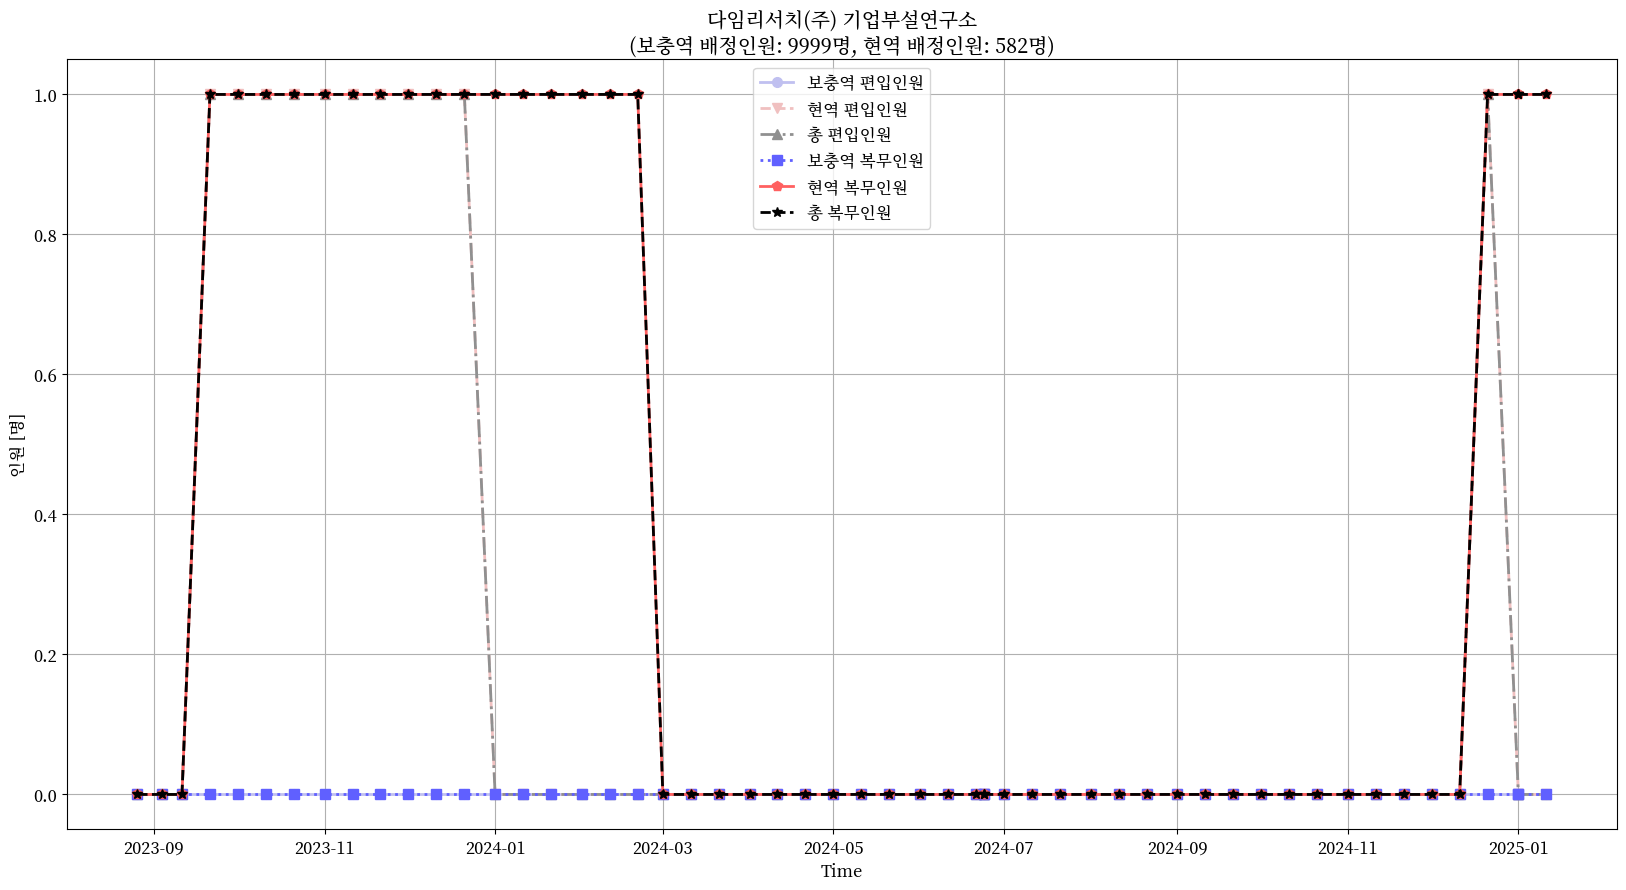 다임리서치(주) 기업부설연구소
(보충역 배정인원: 9999명, 현역 배정인원: 582명)
보충역 편입인원
현역 편입인원
총 편입인원
보충역 복무인원
현역 복무인원
총 복무인원
1.0
0.8
0.6
0.4
0.2
0.0
인원 [명]
2023-09
2023-11
2024-01
2024-03
2024-05
2024-07
2024-09
2024-11
2025-01
Time